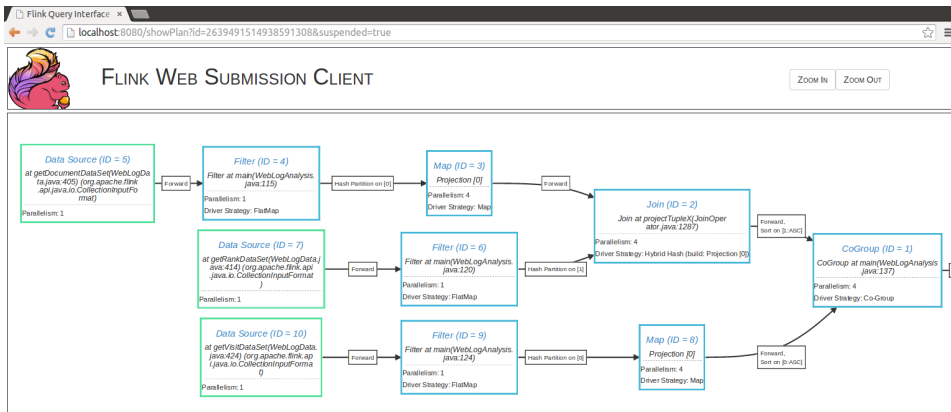 Flink Query Interface ×
localhost:8080/showPlan?id=2639491514938591308&suspended=true
FLINK WEB SUBMISSION CLIENT
ZOOM IN
ZOOM OUT
Data Source (ID = 5)
at getDocumentDataSet(WebLogDa
ta.java:405) (org.apache.flink
api.java.io.CollectionInputFo
rmat)
Parallelism: 1
Forward
Filter (ID = 4)
Filter at main(WebLogAnalysis.
java:115)
Parallelism: 1
Driver Strategy: FlatMap
Hash Partition on [0]
Map (ID = 3)
Projection [0]
Parallelism: 4
Driver Strategy: Map
Forward
Join (ID = 2)
Join at projectTupleX(JoinOper
ator.java:1287)
Parallelism: 4
Driver Strategy: Hybrid Hash (build: Projection [0])
Forward,
Sort on [1:ASC]
CoGroup (ID = 1)
CoGroup at main(WebLogAnalysis
.java:137)
Parallelism: 4
Driver Strategy: Co-Group
Data Source (ID = 7)
at getRankDataSet(WebLogData.j
ava:414) (org.apache.flink.api
.java.io.CollectionInputFormat
)
Parallelism: 1
Forward
Filter (ID = 6)
Filter at main(WebLogAnalysis.
java:120)
Parallelism: 1
Driver Strategy: FlatMap
Hash Partition on [1]
Data Source (ID = 10)
at getVisitDataSet(WebLogData.
java:424) (org.apache.flink.ap
i.java.io.CollectionInputForma
t)
Parallelism: 1
Forward
Filter (ID = 9)
Filter at main(WebLogAnalysis.
java:124)
Parallelism: 1
Driver Strategy: FlatMap
Hash Partition on [0]
Map (ID = 8)
Projection [0]
Parallelism: 4
Driver Strategy: Map
Forward,
Sort on [0:ASC]